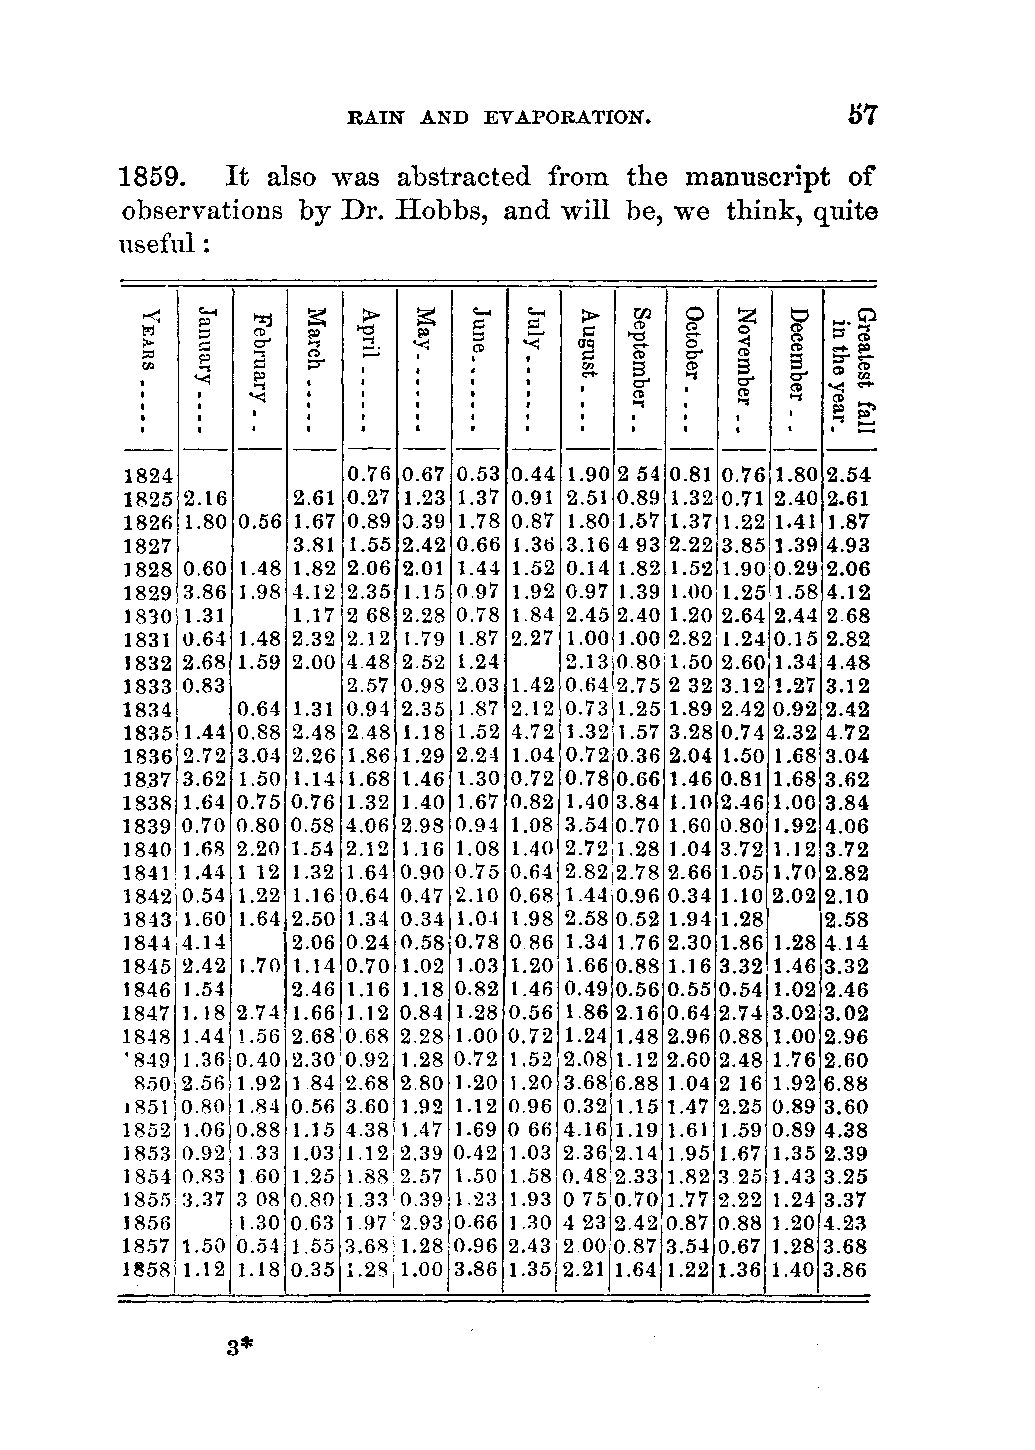 RAIN AND EVAPORATION. 57
1859. It also was abstracted from the manuscript of
observations by Dr. Hobbs, and will be, we think, quite
useful :
YEARS...... January.... February.. March...... April...... May........ June....... July....... August..... September.. October.... November.. December.. Greatest fall in the year.
1824 0.76 0.67 0.53 0.44 1.90 2 54 0.81 0.76 1.80 2.54
1825 2.16 2.61 0.27 1.23 1.37 0.91 2.51 0.89 1.32 0.71 2.40 2.61
1826 1.80 0.56 1.67 0.89 0.39 1.78 0.87 1.80 1.57 1.37 1.22 1.41 1.87
1827 3.81 1.55 2.42 0.66 1.36 3.16 4 93 2.22 3.85 1.39 4.93
1828 0.60 1.48 1.82 2.06 2.01 1.44 1.52 0.14 1.82 1.52 1.90 0.29 2.06
1829 3.86 1.98 4.12 2.35 1.15 0.97 1.92 0.97 1.39 1.00 1.25 1.58 4.12
1830 1.31 1.17 2 68 2.28 0.78 1.84 2.45 2.40 1.20 2.64 2.44 2.68
1831 0.64 1.48 2.32 2.12 1.79 1.87 2.27 1.00 1.00 2.82 1.24 0.15 2.82
1832 2.68 1.59 2.00 4.48 2.52 1.24 2.13 0.80 1.50 2.60 1.34 4.48
1833 0.83 2.57 0.98 2.03 1.42 0.64 2.75 2 32 3.12 1.27 3.12
1834 0.64 1.31 0.94 2.35 1.87 2.12 0.73 1.25 1.89 2.42 0.92 2.42
1835 1.44 0.88 2.48 2.48 1.18 1.52 4.72 1.32 1.57 3.28 0.74 2.32 4.72
1836 2.72 3.04 2.26 1.86 1.29 2.24 1.04 0.72 0.36 2.04 1.50 1.68 3.04
1837 3.62 1.50 1.14 1.68 1.46 1.30 0.72 0.78 0.66 1.46 0.81 1.68 3.62
1838 1.64 0.75 0.76 1.32 1.40 1.67 0.82 1.40 3.84 1.10 2.46 1.00 3.84
1839 0.70 0.80 0.58 4.06 2.98 0.94 1.08 3.54 0.70 1.60 0.80 1.92 4.06
1840 1.68 2.20 1.54 2.12 1.16 1.08 1.40 2.72 1.28 1.04 3.72 1.12 3.72
1841 1.44 1 12 1.32 1.64 0.90 0.75 0.64 2.82 2.78 2.66 1.05 1.70 2.82
1842 0.54 1.22 1.16 0.64 0.47 2.10 0.68 1.44 0.96 0.34 1.10 2.02 2.10
1843 1.60 1.64 2.50 1.34 0.34 1.04 1.98 2.58 0.52 1.94 1.28 2.58
1844 4.14 2.06 0.24 0.58 0.78 0 86 1.34 1.76 2.30 1.86 1.28 4.14
1845 2.42 1.70 1.14 0.70 1.02 1.03 1.20 1.66 0.88 1.16 3.32 1.46 3.32
1846 1.54 2.46 1.16 1.18 0.82 1.46 0.49 0.56 0.55 0.54 1.02 2.46
1847 1.18 2.74 1.66 1.12 0.84 1.28 0.56 1.86 2.16 0.64 2.74 3.02 3.02
1848 1.44 1.56 2.68 0.68 2.28 1.00 0.72 1.24 1.48 2.96 0.88 1.00 2.96
'849 1.36 0.40 2.30 0.92 1.28 0.72 1.52 2.08 1.12 2.60 2.48 1.76 2.60
850 2.56 1.92 1 84 2.68 2.80 1.20 1.20 3.68 6.88 1.04 2 16 1.92 6.88
1851 0.80 1.84 0.56 3.60 1.92 1.12 0.96 0.32 1.15 1.47 2.25 0.89 3.60
1852 1.06 0.88 1.15 4.38 1.47 1.69 0 66 4.16 1.19 1.61 1.59 0.89 4.38
1853 0.92 1.33 1.03 1.12 2.39 0.42 1.03 2.36 2.14 1.95 1.67 1.35 2.39
1854 0.83 1 60 1.25 1.88 2.57 1.50 1.58 0.48 2.33 1.82 3 25 1.43 3.25
1855 3.37 3 08 0.80 1.33 0.39 1.23 1.93 0 75 0.70 1.77 2.22 1.24 3.37
1856 1.30 0.63 1.97 2.93 0.66 1.30 4 23 2.42 0.87 0.88 1.20 4.23
1857 1.50 0.54 1.55 3.68 1.28 0.96 2.43 2 00 0.87 3.54 0.67 1.28 3.68
1858 1.12 1.18 0.35 1.28 1.00 3.86 1.35 2.21 1.64 1.22 1.36 1.40 3.86
3*